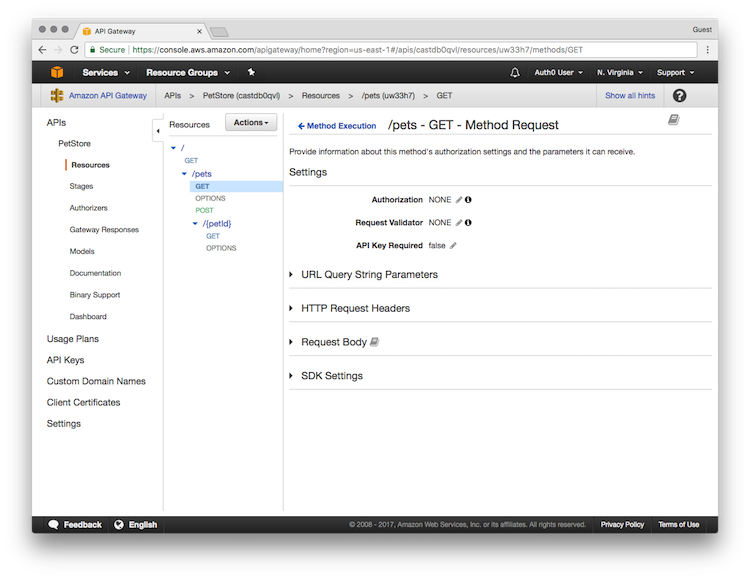 API Gateway
Guest
Secure https://console.aws.amazon.com/apigateway/home?region=us-east-1#/apis/castdb0qvl/resources/uw33h7/methods/GET
Services Resource Groups Auth0 User N. Virginia Support
Amazon API Gateway APIs > PetStore (castdb0qvl) > Resources > /pets (uw33h7) > GET Show all hints ?
APIs
PetStore
Resources
Stages
Authorizers
Gateway Responses
Models
Documentation
Binary Support
Dashboard
Usage Plans
API Keys
Custom Domain Names
Client Certificates
Settings
Resources Actions
/
GET
/pets
GET
OPTIONS
POST
/{petId}
GET
OPTIONS
Method Execution /pets - GET - Method Request
Provide information about this method's authorization settings and the parameters it can receive.
Settings
Authorization NONE
Request Validator NONE
API Key Required false
URL Query String Parameters
HTTP Request Headers
Request Body
SDK Settings
Feedback English © 2008 - 2017, Amazon Web Services, Inc. or its affiliates. All rights reserved. Privacy Policy Terms of Use